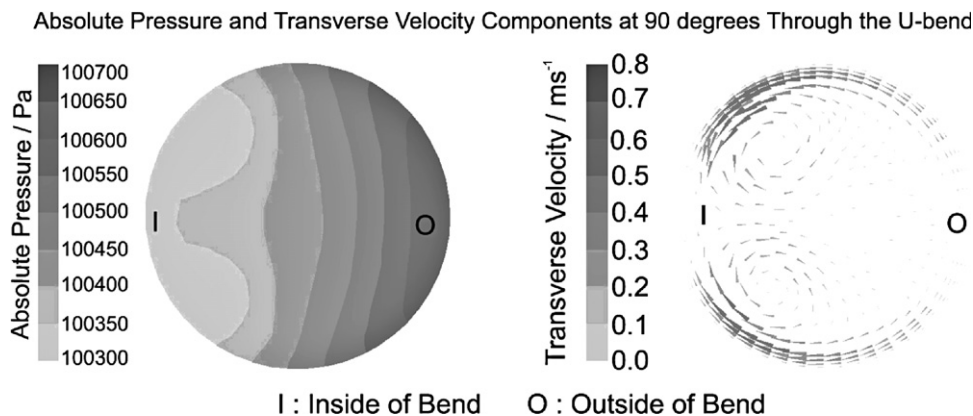 Absolute Pressure and Transverse Velocity Components at 90 degrees Through the U-bend
Absolute Pressure / Pa
100700
100650
100600
100550
100500
100450
100400
100350
100300
I
O
Transverse Velocity / ms⁻¹
0.8
0.7
0.6
0.5
0.4
0.3
0.2
0.1
0.0
I
O
I : Inside of Bend O : Outside of Bend